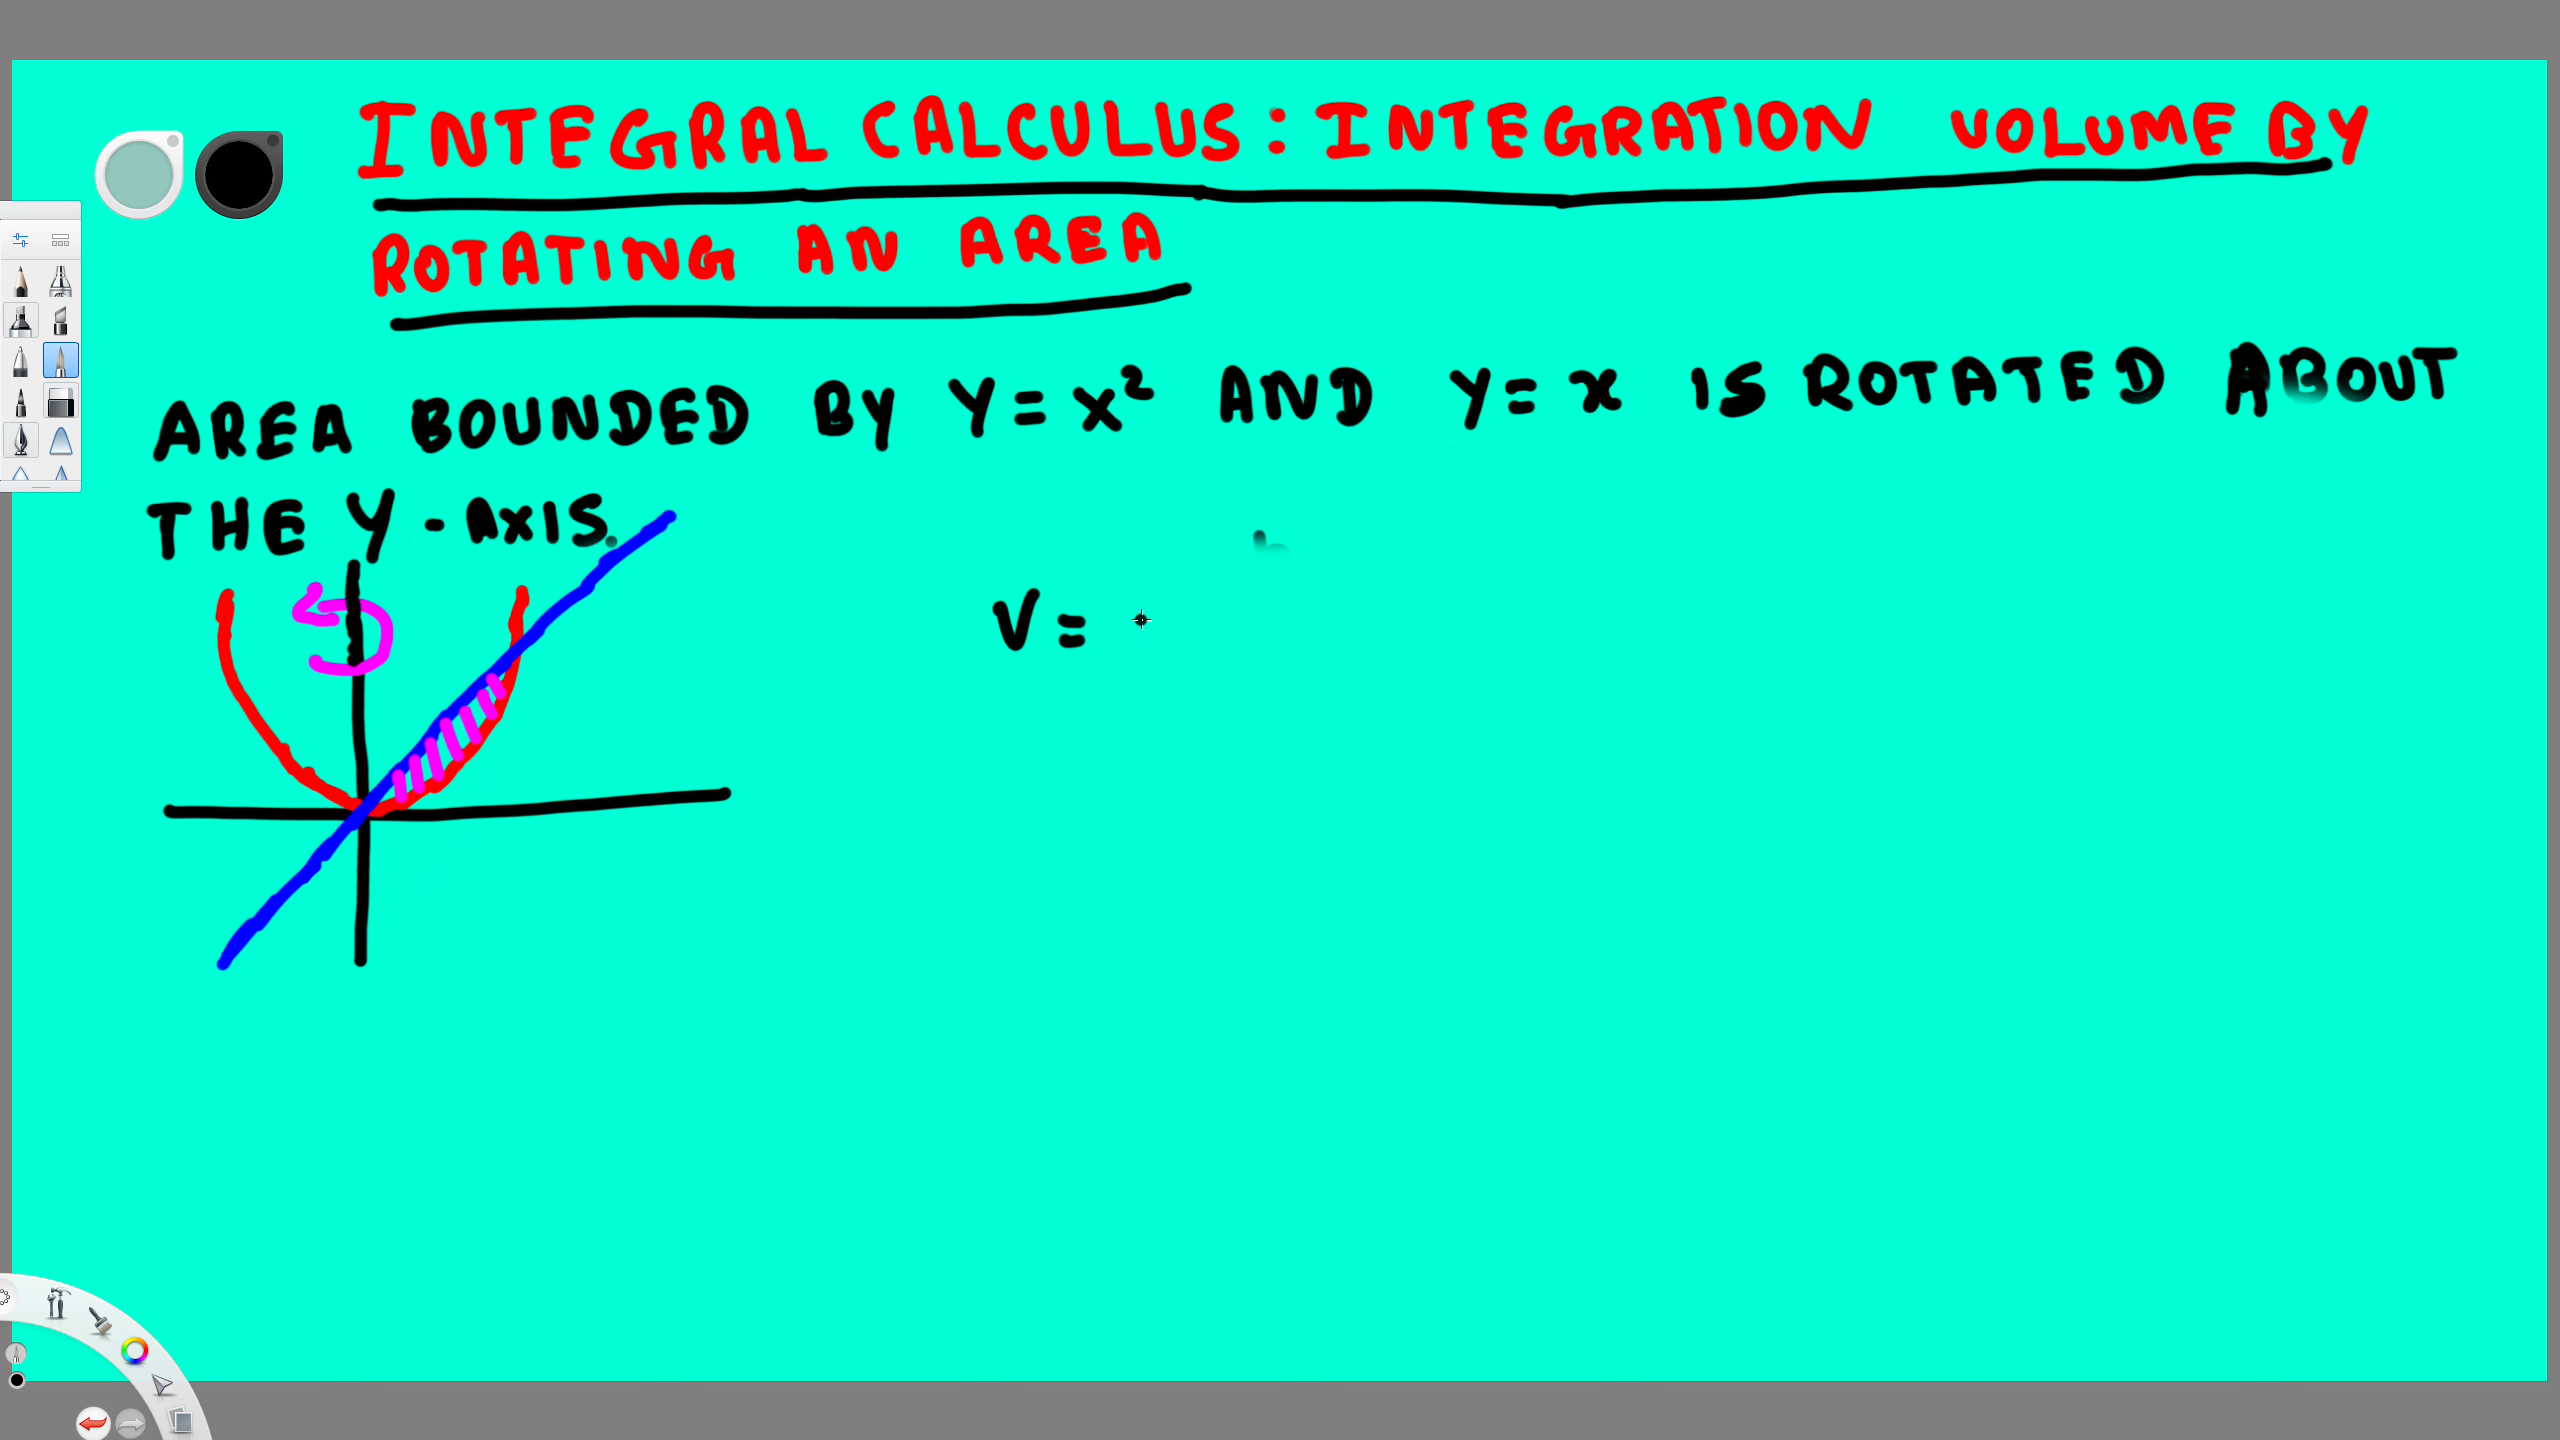 INTEGRAL CALCULUS: INTEGRATION VOLUME BY
ROTATING AN AREA
AREA BOUNDED BY Y = x² AND Y = x IS ROTATED ABOUT
THE Y-AXIS.
V =